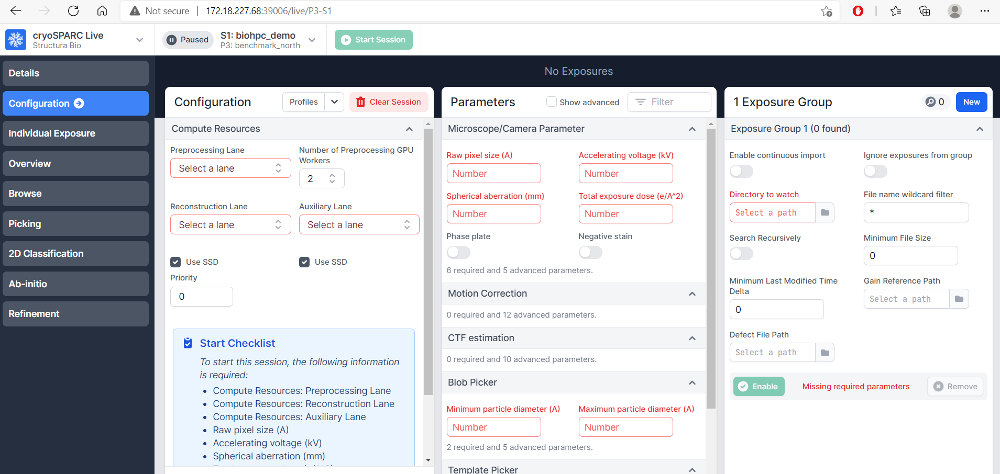 Not secure
172.18.227.68:39006/live/P3-S1
cryoSPARC Live
Structura Bio
Paused
S1: biohpc_demo
P3: benchmark_north
Start Session
Details
Configuration
Individual Exposure
Overview
Browse
Picking
2D Classification
Ab-initio
Refinement
No Exposures
Configuration
Profiles
Clear Session
Compute Resources
Preprocessing Lane
Select a lane
Number of Preprocessing GPU
Workers
2
Reconstruction Lane
Select a lane
Auxiliary Lane
Select a lane
Use SSD
Use SSD
Priority
0
Start Checklist
To start this session, the following information
is required:
• Compute Resources: Preprocessing Lane
• Compute Resources: Reconstruction Lane
• Compute Resources: Auxiliary Lane
• Raw pixel size (A)
• Accelerating voltage (kV)
• Spherical aberration (mm)
Parameters
Show advanced
Filter
Microscope/Camera Parameter
Raw pixel size (A)
Number
Accelerating voltage (kV)
Number
Spherical aberration (mm)
Number
Total exposure dose (e/A^2)
Number
Phase plate
Negative stain
6 required and 5 advanced parameters.
Motion Correction
0 required and 12 advanced parameters.
CTF estimation
0 required and 10 advanced parameters.
Blob Picker
Minimum particle diameter (A)
Number
Maximum particle diameter (A)
Number
2 required and 5 advanced parameters.
Template Picker
1 Exposure Group
0
New
Exposure Group 1 (0 found)
Enable continuous import
Ignore exposures from group
Directory to watch
Select a path
File name wildcard filter
*
Search Recursively
Minimum File Size
0
Minimum Last Modified Time
Delta
0
Gain Reference Path
Select a path
Defect File Path
Select a path
Enable
Missing required parameters
Remove